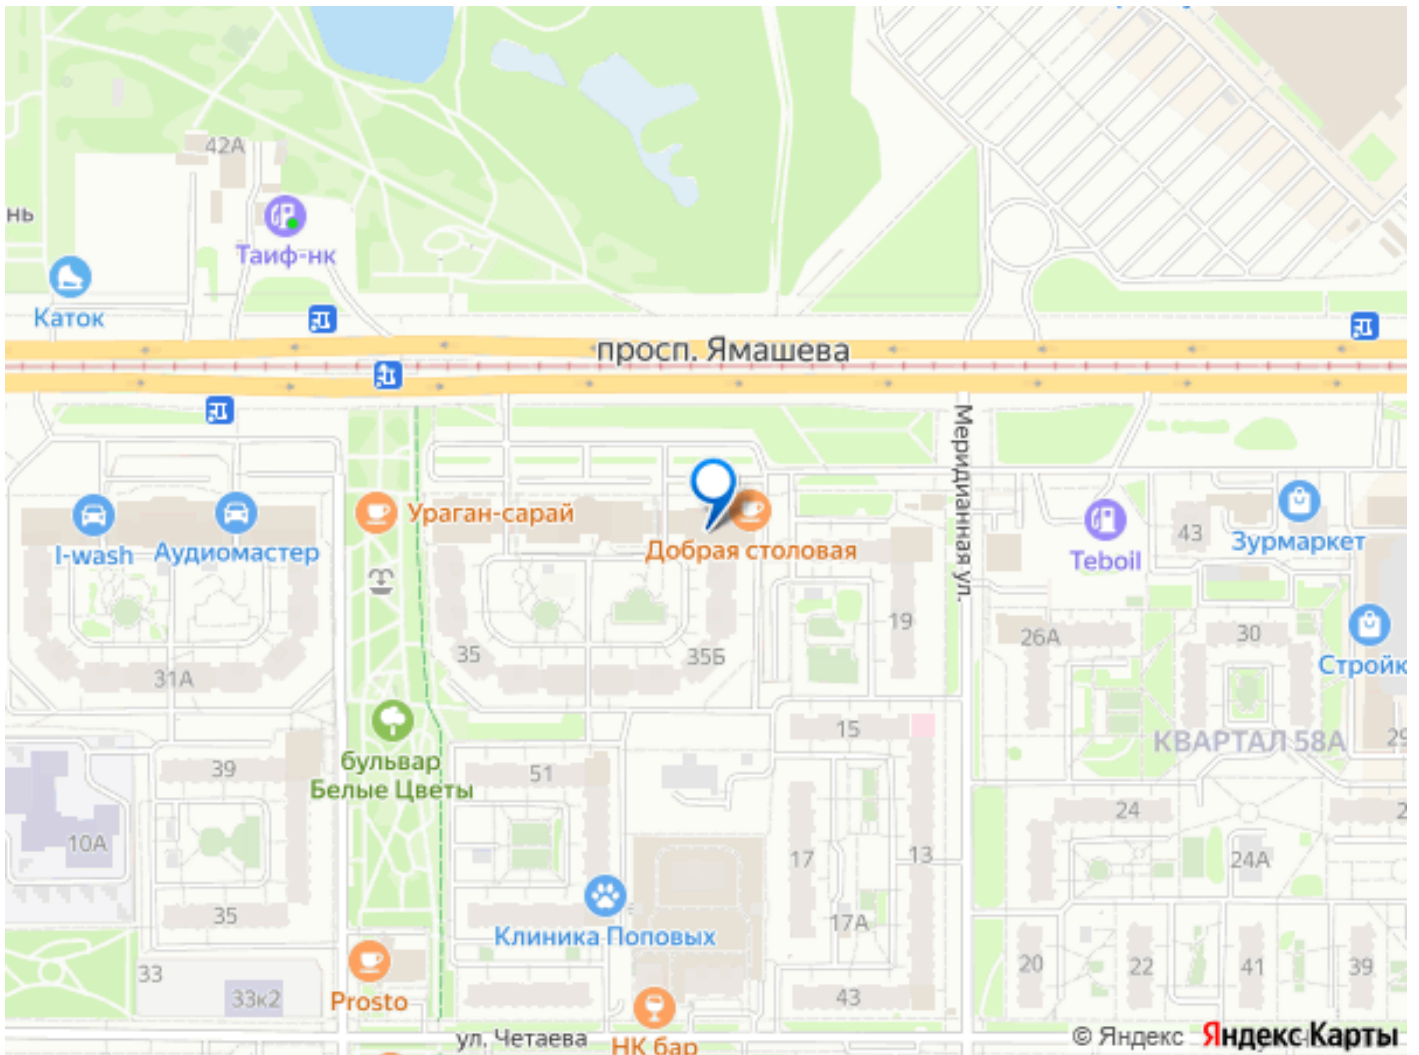 42А
нь
Таиф-нк
Каток
просп. Ямашева
Меридианная ул.
I-wash
Аудиомастер
Ураган-сарай
Добрая столовая
Teboil
43
Зурмаркет
19
26А
30
Стройк
31А
35
35Б
бульвар
Белые Цветы
39
51
15
КВАРТАЛ 58А
29
10А
24
2
24А
17
13
35
Клиника Поповых
17А
33
33к2
Prosto
43
20
22
41
39
ул. Четаева
НК бар
© Яндекс
Яндекс Карты